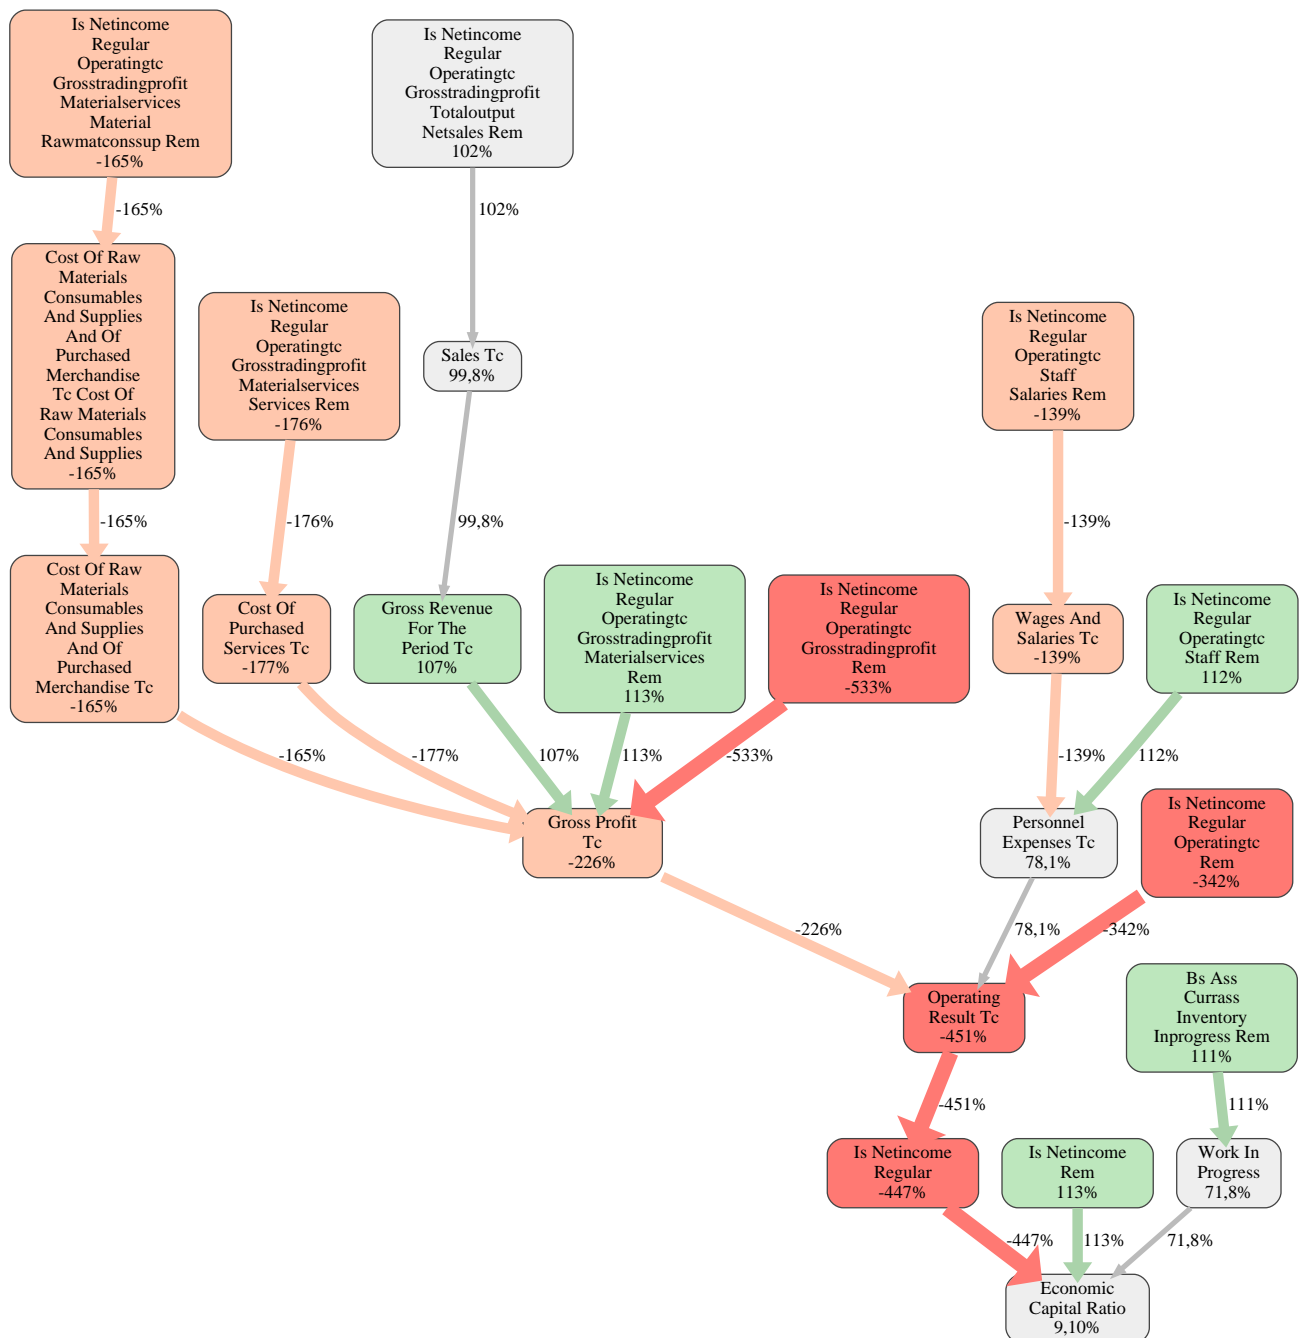 Is Netincome
Regular
Operatingtc
Grosstradingprofit
Materialservices
Material
Rawmatconssup Rem
-165%
Is Netincome
Regular
Operatingtc
Grosstradingprofit
Totaloutput
Netsales Rem
102%
-165%
102%
Cost Of Raw
Materials
Consumables
And Supplies
And Of
Purchased
Merchandise
Tc Cost Of
Raw Materials
Consumables
And Supplies
-165%
Is Netincome
Regular
Operatingtc
Grosstradingprofit
Materialservices
Services Rem
-176%
Sales Tc
99,8%
Is Netincome
Regular
Operatingtc
Staff
Salaries Rem
-139%
-165%
-176%
99,8%
-139%
Cost Of Raw
Materials
Consumables
And Supplies
And Of
Purchased
Merchandise Tc
-165%
Cost Of
Purchased
Services Tc
-177%
Gross Revenue
For The
Period Tc
107%
Is Netincome
Regular
Operatingtc
Grosstradingprofit
Materialservices
Rem
113%
Is Netincome
Regular
Operatingtc
Grosstradingprofit
Rem
-533%
Wages And
Salaries Tc
-139%
Is Netincome
Regular
Operatingtc
Staff Rem
112%
-165%
-177%
107%
113%
-533%
-139%
112%
Gross Profit
Tc
-226%
Personnel
Expenses Tc
78,1%
Is Netincome
Regular
Operatingtc
Rem
-342%
-226%
78,1%
-342%
Operating
Result Tc
-451%
Bs Ass
Currass
Inventory
Inprogress Rem
111%
-451%
111%
Is Netincome
Regular
-447%
Is Netincome
Rem
113%
Work In
Progress
71,8%
-447%
113%
71,8%
Economic
Capital Ratio
9,10%